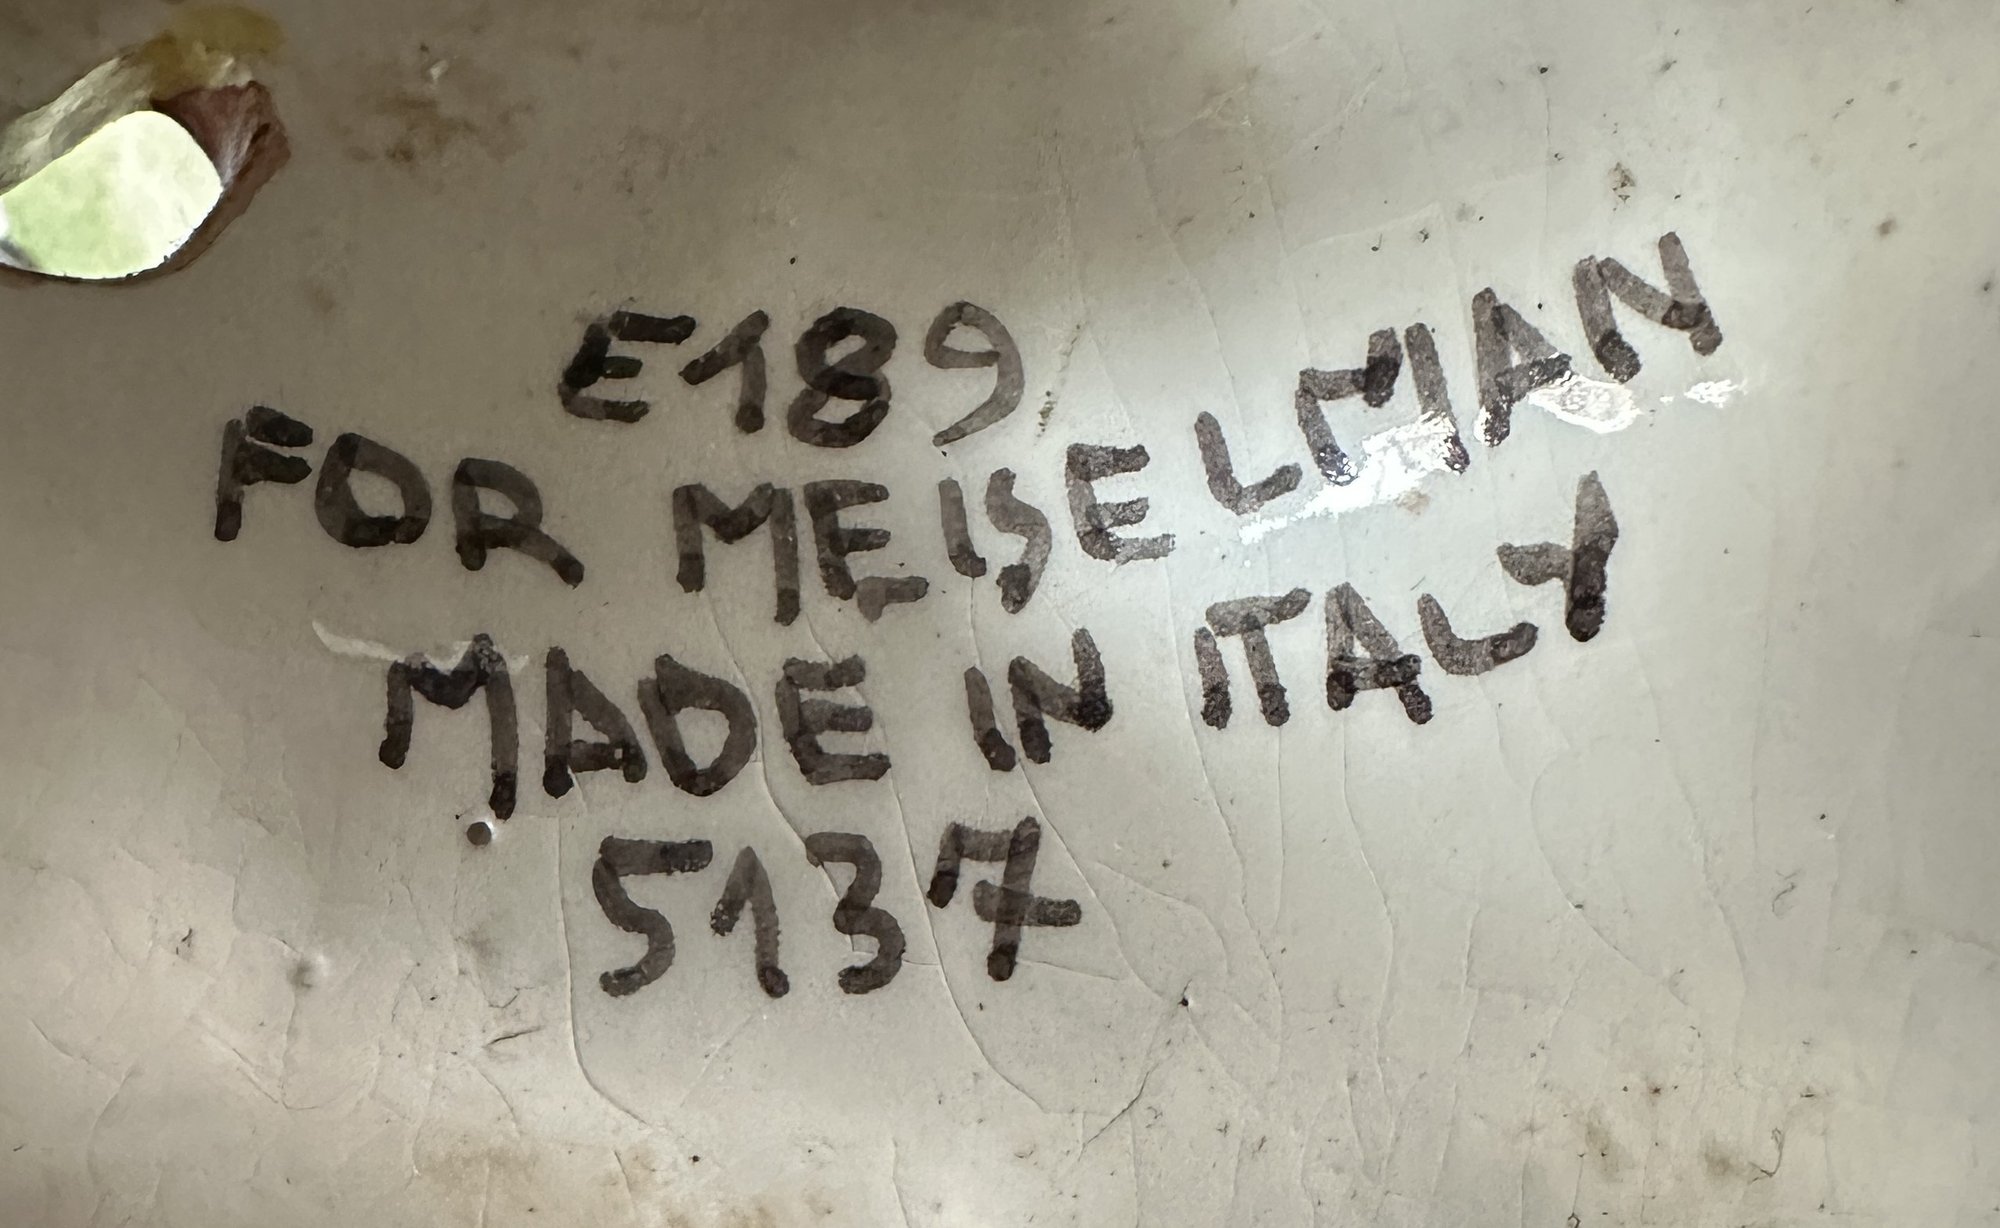 E189
FOR MEISELMAN
MADE IN ITALY
5137